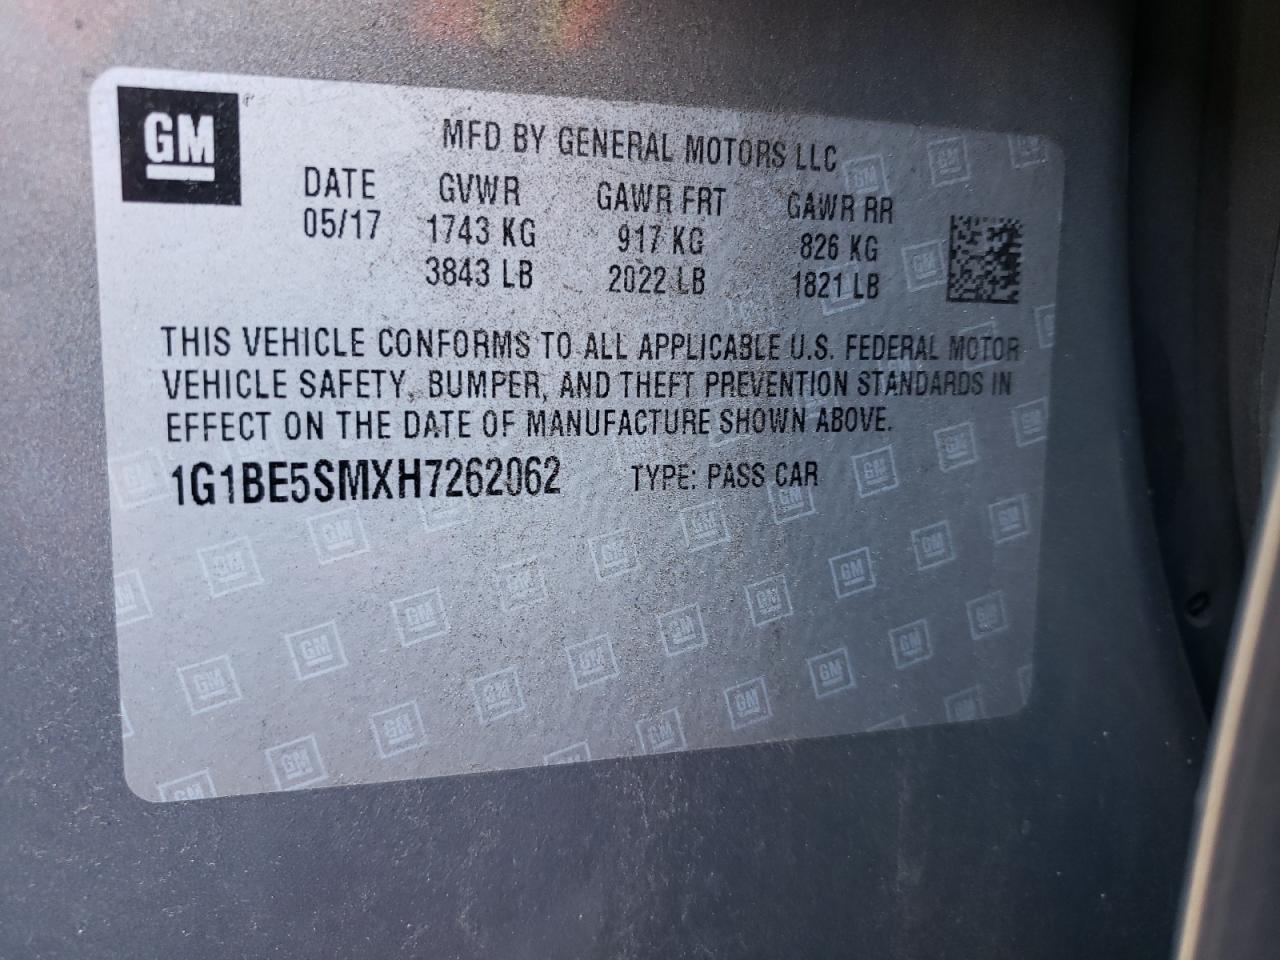 GM
MFD BY GENERAL MOTORS LLC
DATE GVWR GAWR FRT GAWR RR
05/17 1743 KG 917 KG 826 KG
3843 LB 2022 LB 1821 LB
THIS VEHICLE CONFORMS TO ALL APPLICABLE U.S. FEDERAL MOTOR
VEHICLE SAFETY, BUMPER, AND THEFT PREVENTION STANDARDS IN
EFFECT ON THE DATE OF MANUFACTURE SHOWN ABOVE.
1G1BE5SMXH7262062 TYPE: PASS CAR